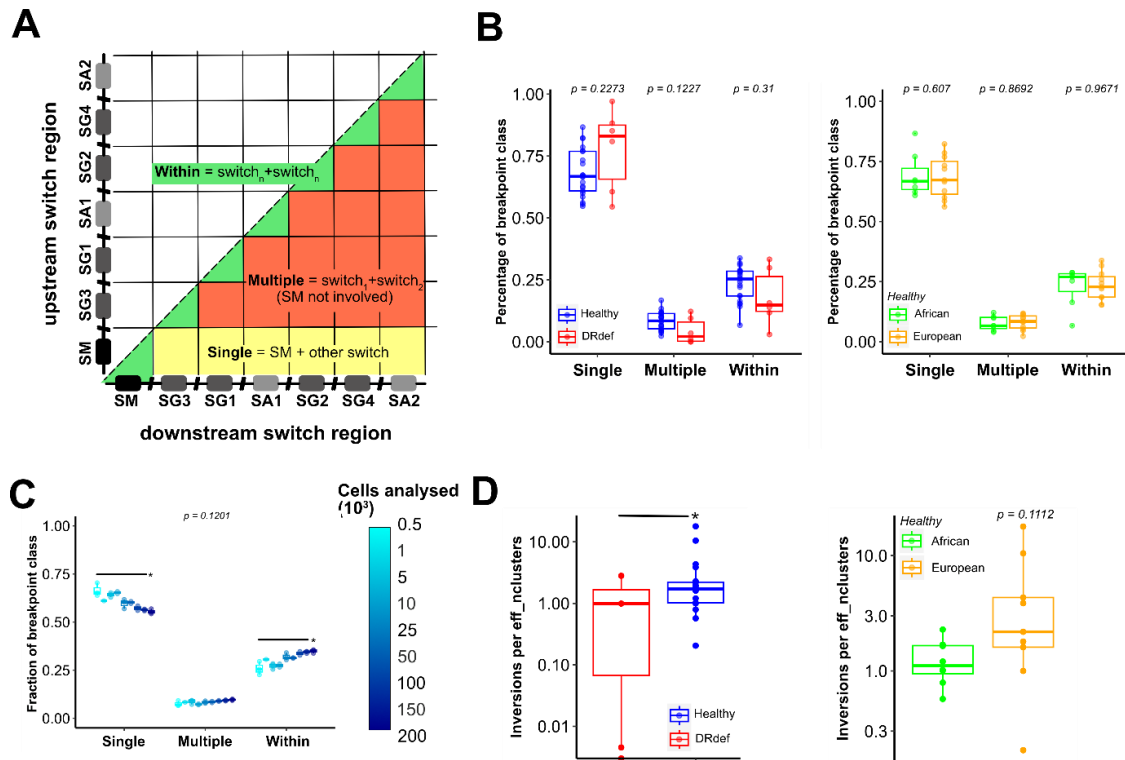 A
upstream switch region
SA2
SG4
SG2
SA1
SG1
SG3
SM
Within = switchn+switchn
Multiple = switch1+switch2
(SM not involved)
Single = SM + other switch
SM
SG3
SG1
SA1
SG2
SG4
SA2
downstream switch region
B
Percentage of breakpoint class
p = 0.2273
p = 0.1227
p = 0.31
1.00
0.75
0.50
0.25
0.00
Healthy
DRdef
Single
Multiple
Within
Percentage of breakpoint class
p = 0.607
p = 0.8692
p = 0.9671
1.00
0.75
0.50
0.25
0.00
Healthy
African
European
Single
Multiple
Within
C
Fraction of breakpoint class
p = 0.1201
1.00
0.75
0.50
0.25
0.00
*
*
Single
Multiple
Within
Cells analysed
(10³)
0.5
1
5
10
25
50
100
150
200
D
Inversions per eff_nclusters
*
10.00
1.00
0.10
0.01
Healthy
DRdef
Inversions per eff_nclusters
Healthy
African
European
p = 0.1112
10.0
3.0
1.0
0.3